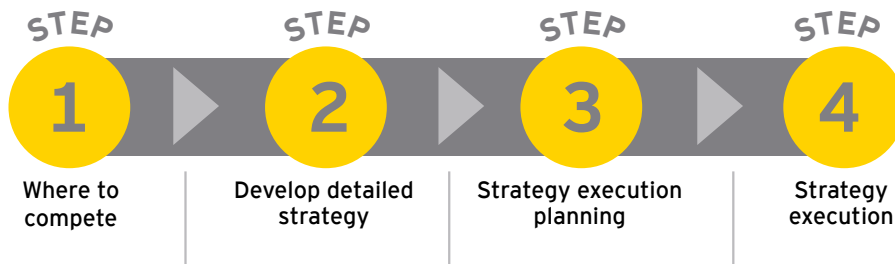 STEP STEP STEP STEP
1 2 3 4
Where to compete
Develop detailed strategy
Strategy execution planning
Strategy execution